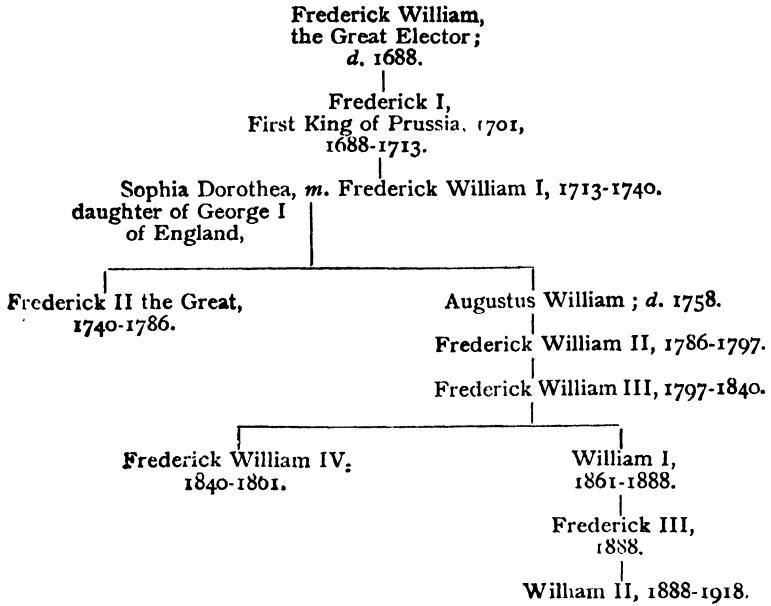 Frederick William,
the Great Elector;
d. 1688.
Frederick I,
First King of Prussia, 1701,
1688-1713.
Sophia Dorothea, m. Frederick William I, 1713-1740.
daughter of George I
of England,
Frederick II the Great,
1740-1786.
Augustus William; d. 1758.
Frederick William II, 1786-1797.
Frederick William III, 1797-1840.
Frederick William IV,
1840-1861.
William I,
1861-1888.
Frederick III,
1888.
William II, 1888-1918.